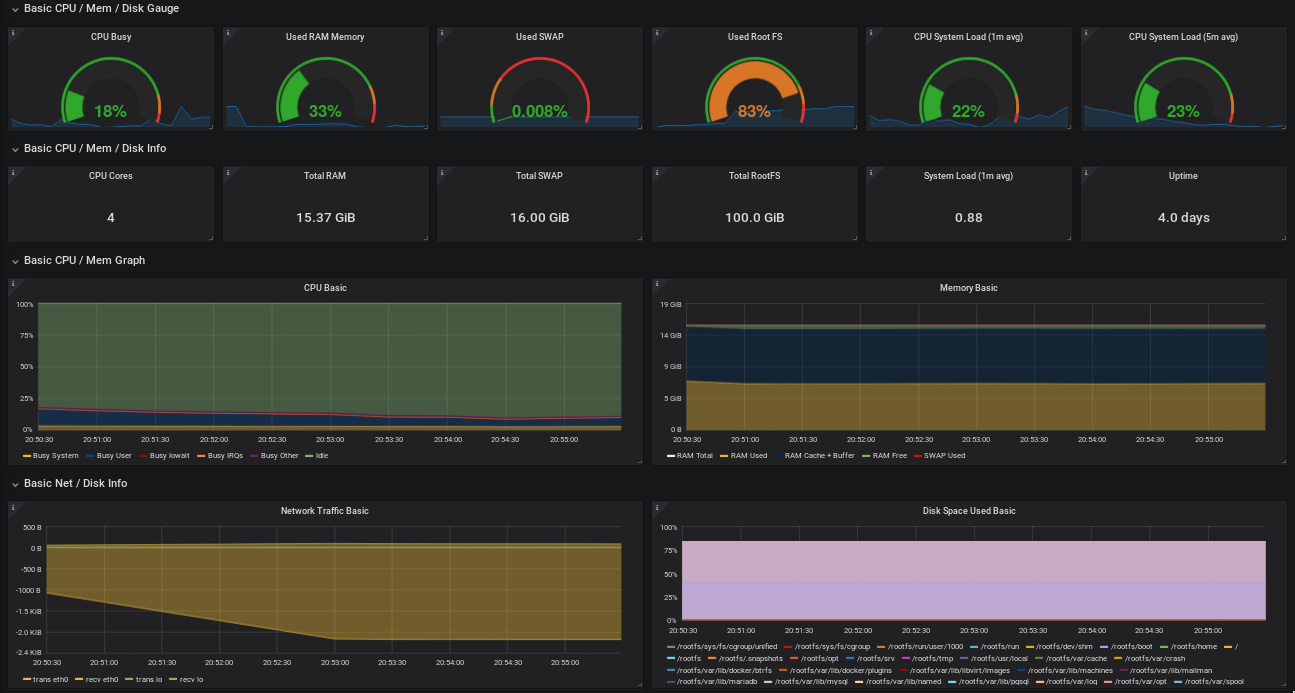 Basic CPU / Mem / Disk Gauge
CPU Busy Used RAM Memory Used SWAP Used Root FS CPU System Load (1m avg) CPU System Load (5m avg)
18% 33% 0.008% 83% 22% 23%
Basic CPU / Mem / Disk Info
CPU Cores Total RAM Total SWAP Total RootFS System Load (1m avg) Uptime
4 15.37 GiB 16.00 GiB 100.0 GiB 0.88 4.0 days
Basic CPU / Mem Graph
CPU Basic
100%
75%
50%
25%
0%
20:50:30 20:51:00 20:51:30 20:52:00 20:52:30 20:53:00 20:53:30 20:54:00 20:54:30 20:55:00
Busy System Busy User Busy Iowait Busy IRQs Busy Other Idle
Memory Basic
19 GiB
14 GiB
9 GiB
5 GiB
0 B
20:50:30 20:51:00 20:51:30 20:52:00 20:52:30 20:53:00 20:53:30 20:54:00 20:54:30 20:55:00
RAM Total RAM Used RAM Cache + Buffer RAM Free SWAP Used
Basic Net / Disk Info
Network Traffic Basic
500 B
0 B
-500 B
-1000 B
-1.5 KiB
-2.0 KiB
-2.4 KiB
20:50:30 20:51:00 20:51:30 20:52:00 20:52:30 20:53:00 20:53:30 20:54:00 20:54:30 20:55:00
trans eth0 recv eth0 trans lo recv lo
Disk Space Used Basic
100%
75%
50%
25%
0%
20:50:30 20:51:00 20:51:30 20:52:00 20:52:30 20:53:00 20:53:30 20:54:00 20:54:30 20:55:00
/rootfs/sys/fs/cgroup/unified /rootfs/sys/fs/cgroup /rootfs/run/user/1000 /rootfs/run /rootfs/dev/shm /rootfs/boot /rootfs/home /
/rootfs /rootfs/.snapshots /rootfs/opt /rootfs/srv /rootfs/tmp /rootfs/usr/local /rootfs/var/cache /rootfs/var/crash
/rootfs/var/lib/docker/btrfs /rootfs/var/lib/docker/plugins /rootfs/var/lib/libvirt/images /rootfs/var/lib/machines /rootfs/var/lib/mailman
/rootfs/var/lib/mariadb /rootfs/var/lib/mysql /rootfs/var/lib/named /rootfs/var/lib/pgsql /rootfs/var/log /rootfs/var/opt /rootfs/var/spool